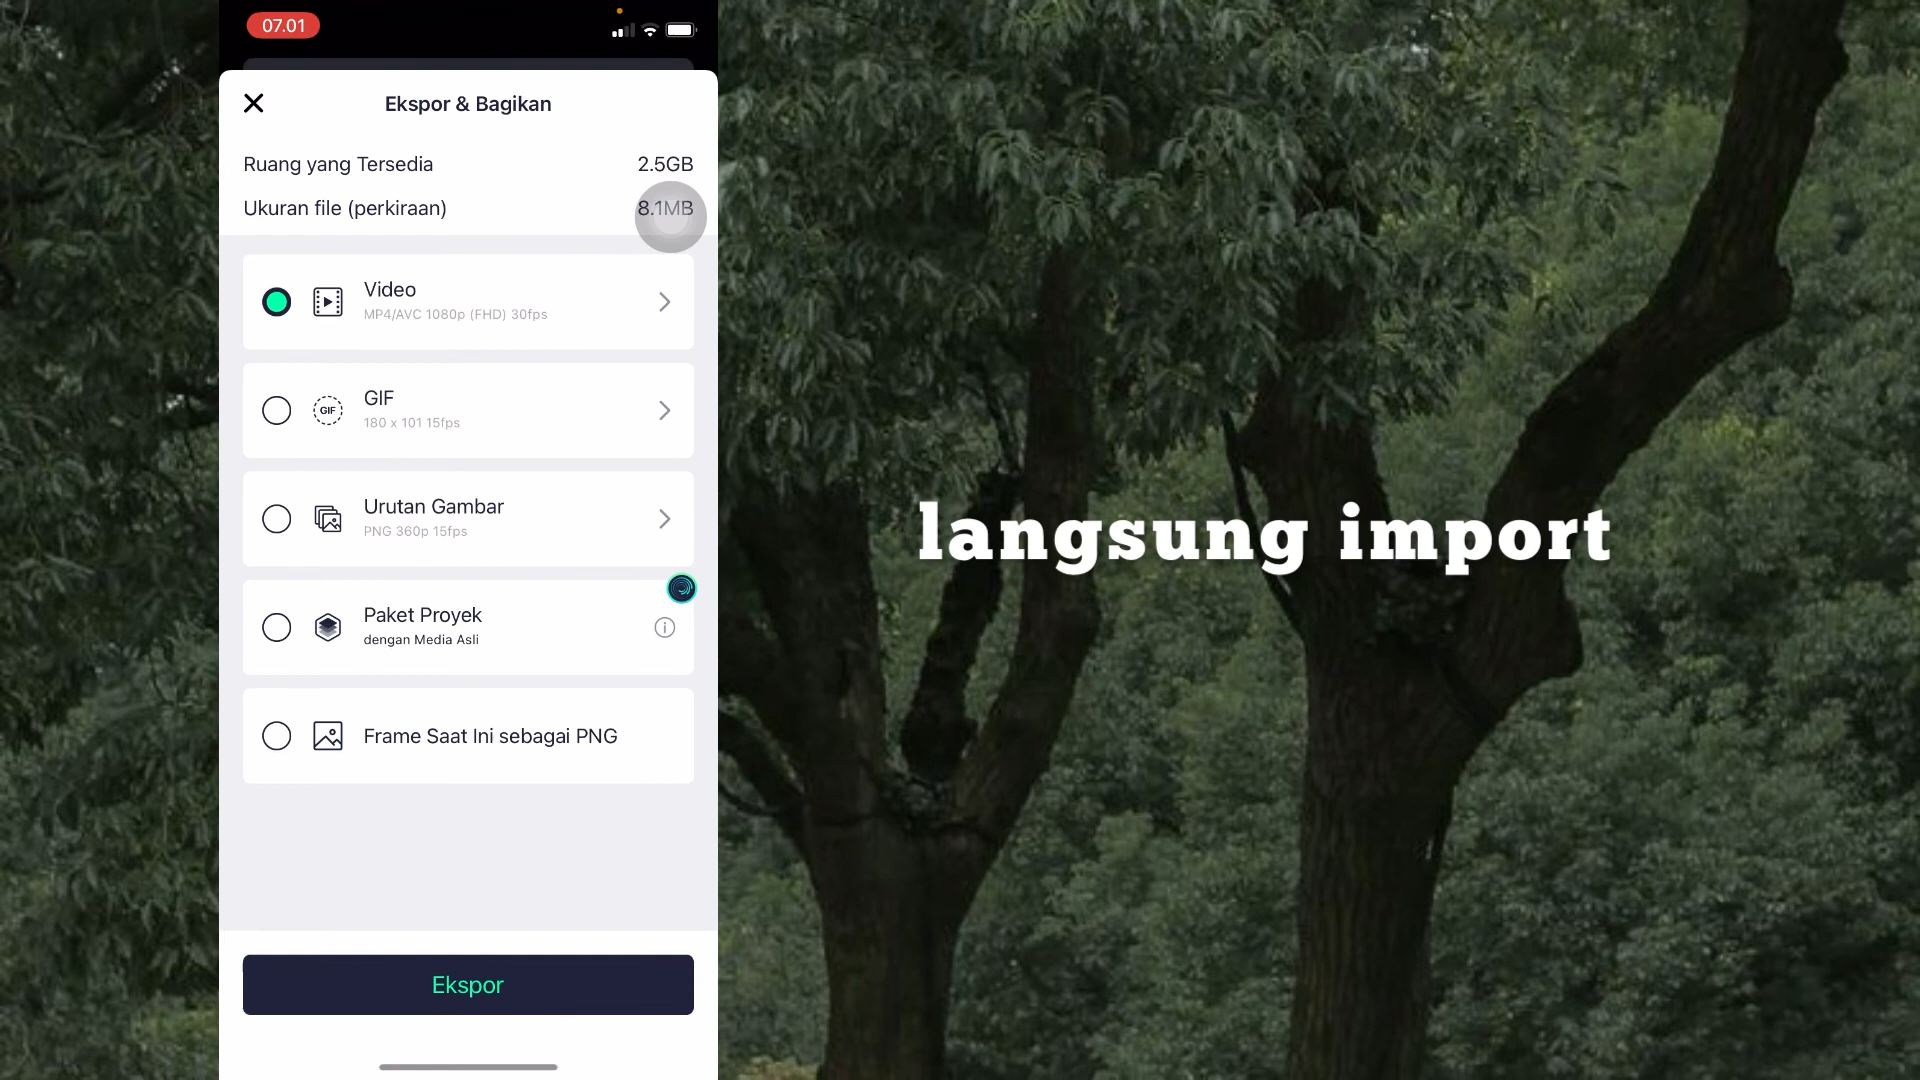 07.01
Ekspor & Bagikan
Ruang yang Tersedia 2.5GB
Ukuran file (perkiraan) 8.1MB
Video
MP4/AVC 1080p (FHD) 30fps
GIF
GIF
180 x 101 15fps
Urutan Gambar
PNG 360p 15fps
Paket Proyek
dengan Media Asli
Frame Saat Ini sebagai PNG
Ekspor
langsung import